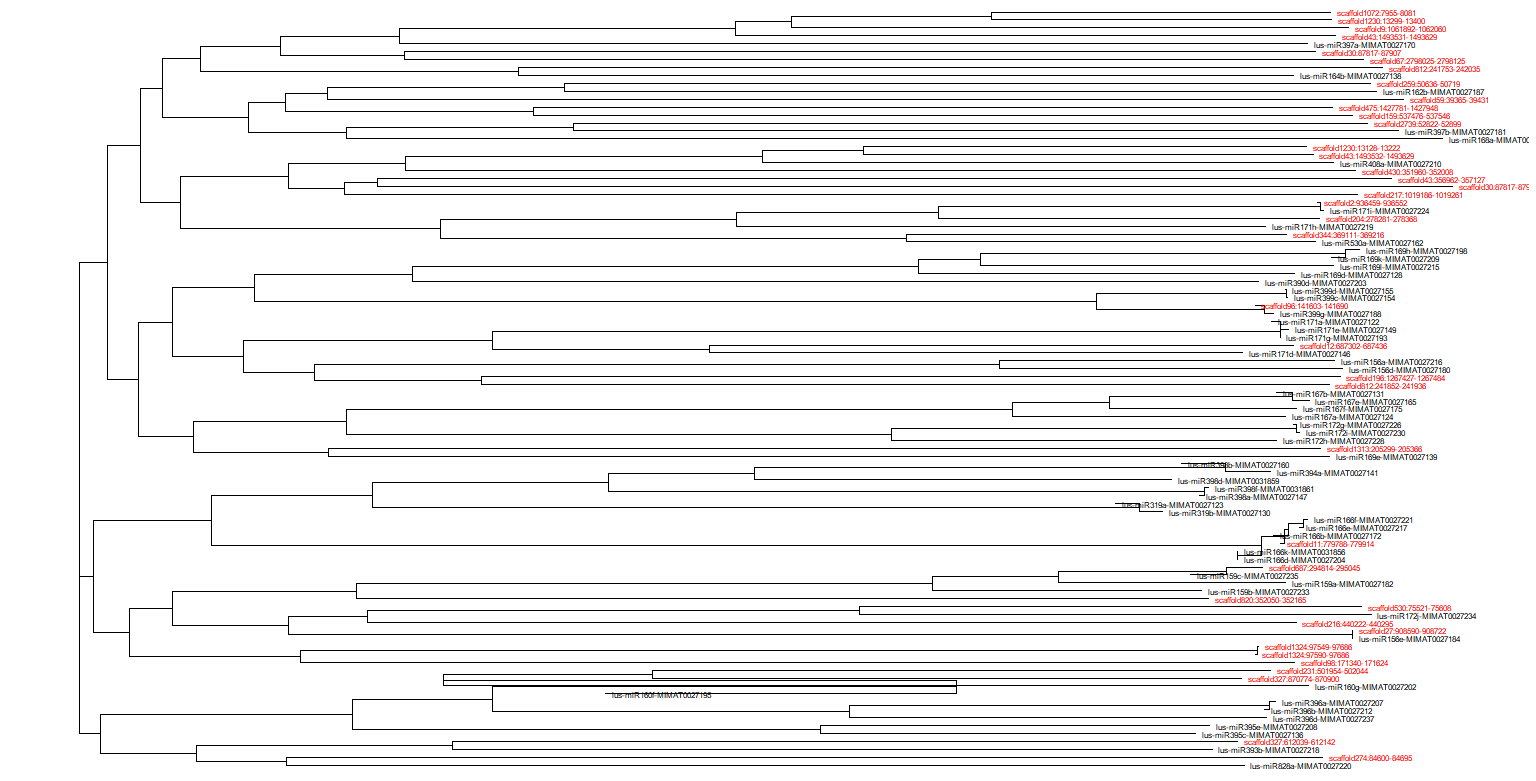 scaffold1072:7955-8081
scaffold1230:13299-13400
scaffold9:1061892-1062060
scaffold43:1493531-1493629
lus-miR397a-MIMAT0027170
scaffold30:87817-87907
scaffold67:2798025-2798125
scaffold812:241753-242035
lus-miR164b-MIMAT0027138
scaffold259:50636-50719
lus-miR162b-MIMAT0027187
scaffold59:39365-39431
scaffold475:1427781-1427948
scaffold159:537476-537546
scaffold2739:52822-52899
lus-miR397b-MIMAT0027181
lus-miR168a-MIMAT00
scaffold1230:13128-13222
scaffold43:1493532-1493629
lus-miR408a-MIMAT0027210
scaffold430:351960-352008
scaffold43:356962-357127
scaffold30:87817-879
scaffold217:1019186-1019261
scaffold2:936459-936552
lus-miR171i-MIMAT0027224
scaffold204:278281-278368
lus-miR171h-MIMAT0027219
scaffold344:369111-369216
lus-miR530a-MIMAT0027162
lus-miR169h-MIMAT0027198
lus-miR169k-MIMAT0027209
lus-miR169l-MIMAT0027215
lus-miR169d-MIMAT0027128
lus-miR390d-MIMAT0027203
lus-miR399d-MIMAT0027155
lus-miR399c-MIMAT0027154
scaffold96:141603-141690
lus-miR399g-MIMAT0027188
lus-miR171a-MIMAT0027122
lus-miR171e-MIMAT0027149
lus-miR171g-MIMAT0027193
scaffold12:687302-687436
lus-miR171d-MIMAT0027146
lus-miR156a-MIMAT0027216
lus-miR156d-MIMAT0027180
scaffold196:1267427-1267484
scaffold812:241852-241936
lus-miR167b-MIMAT0027131
lus-miR167e-MIMAT0027165
lus-miR167f-MIMAT0027175
lus-miR167a-MIMAT0027124
lus-miR172g-MIMAT0027226
lus-miR172i-MIMAT0027230
lus-miR172h-MIMAT0027228
scaffold1313:205299-205366
lus-miR169e-MIMAT0027139
lus-miR398b-MIMAT0027160
lus-miR394a-MIMAT0027141
lus-miR398d-MIMAT0031859
lus-miR398f-MIMAT0031861
lus-miR398a-MIMAT0027147
lus-miR319a-MIMAT0027123
lus-miR319b-MIMAT0027130
lus-miR166f-MIMAT0027221
lus-miR166e-MIMAT0027217
lus-miR166b-MIMAT0027172
scaffold11:779788-779914
lus-miR166k-MIMAT0031856
lus-miR166d-MIMAT0027204
scaffold687:294814-295045
lus-miR159c-MIMAT0027235
lus-miR159a-MIMAT0027182
lus-miR159b-MIMAT0027233
scaffold820:352050-352165
scaffold530:75521-75608
lus-miR172j-MIMAT0027234
scaffold216:440222-440295
scaffold27:908590-908722
lus-miR156e-MIMAT0027184
scaffold1324:97549-97686
scaffold1324:97590-97686
scaffold98:171340-171624
scaffold231:501954-502044
scaffold327:870774-870900
lus-miR160g-MIMAT0027202
lus-miR160f-MIMAT0027195
lus-miR396a-MIMAT0027207
lus-miR396b-MIMAT0027212
lus-miR396d-MIMAT0027237
lus-miR395e-MIMAT0027208
lus-miR395c-MIMAT0027136
scaffold327:612039-612142
lus-miR393b-MIMAT0027218
scaffold274:84600-84695
lus-miR828a-MIMAT0027220